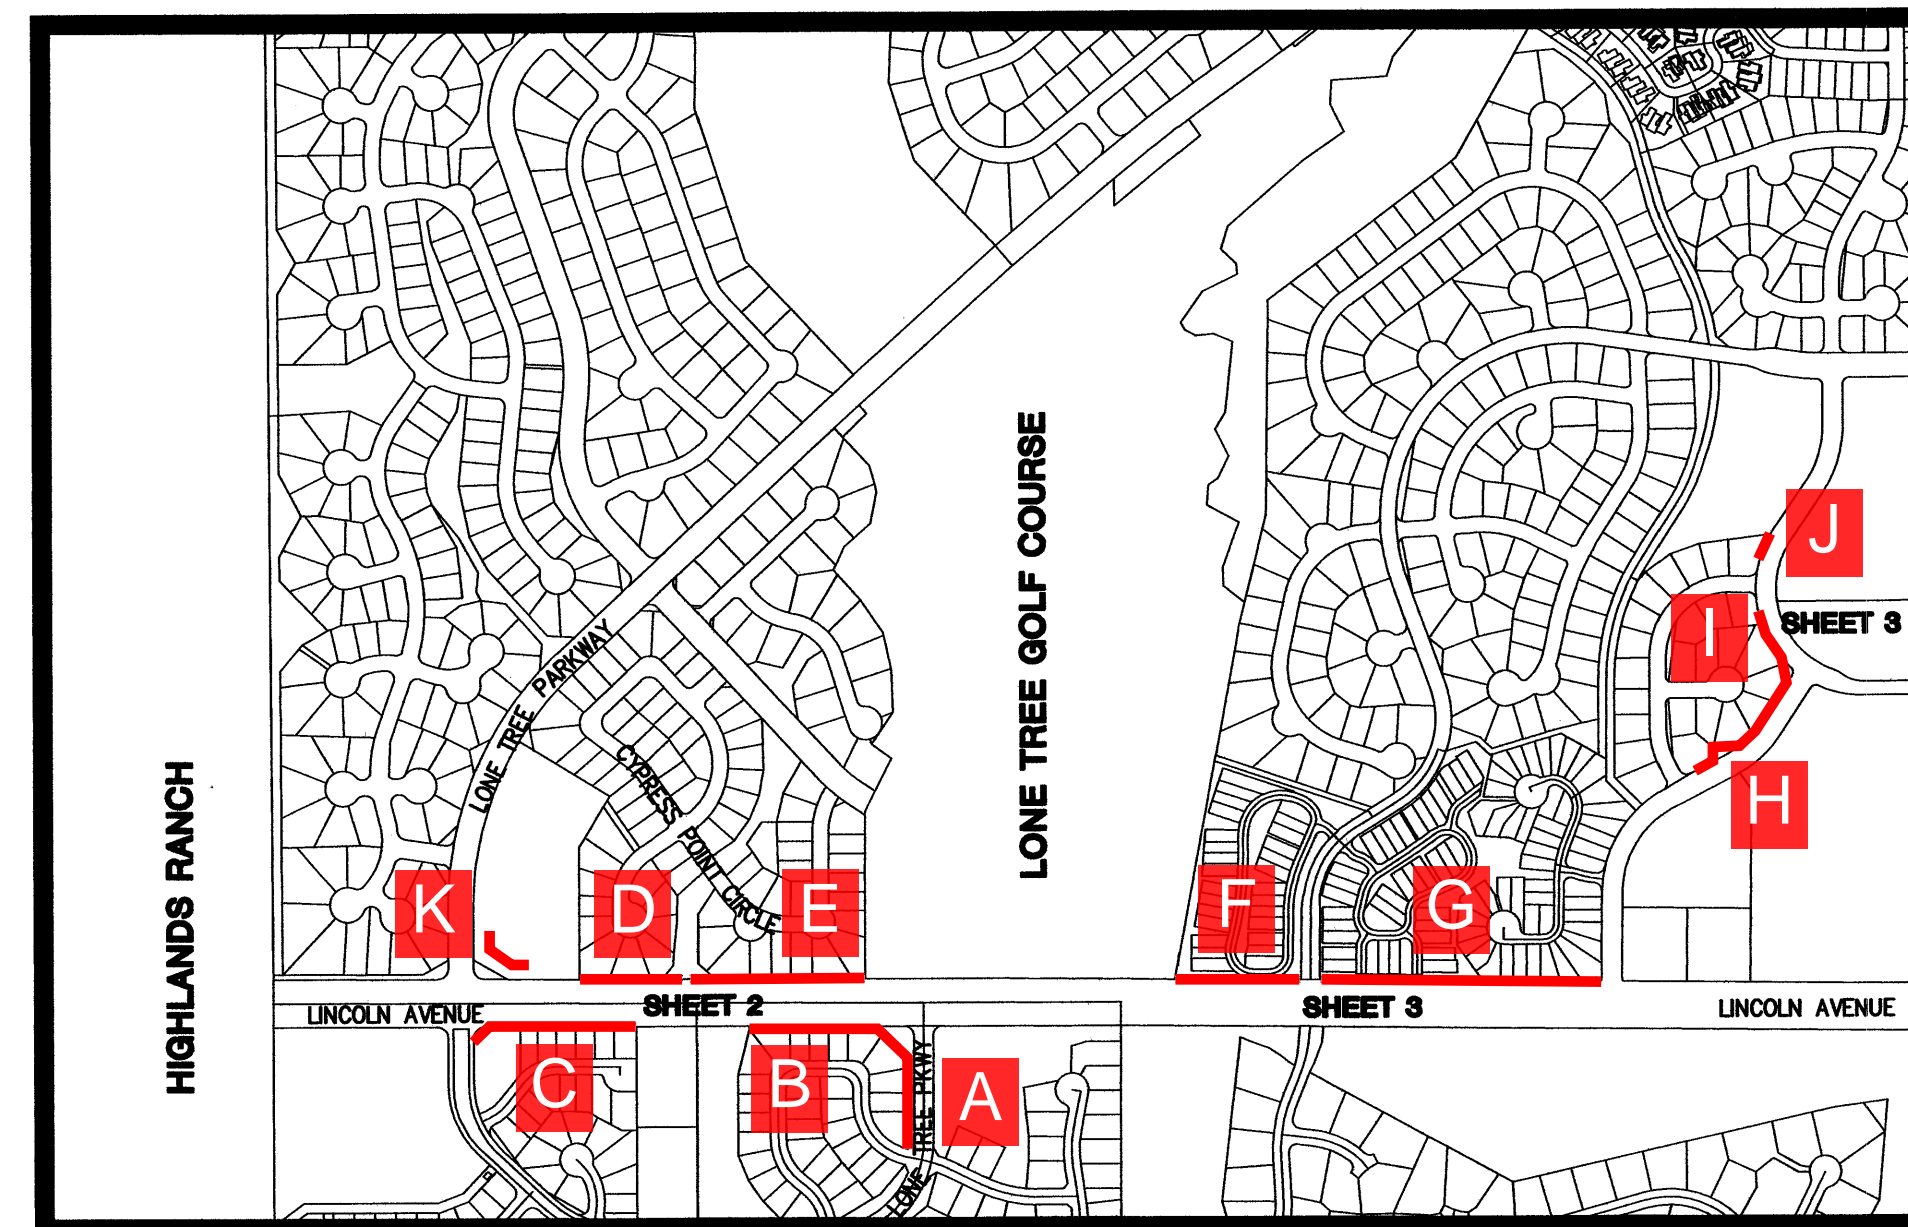 LONE TREE GOLF COURSE
J
I
SHEET 3
LONE TREE PARKWAY
CYPRESS POINT CIRCLE
H
HIGHLANDS RANCH
K
D
E
F
G
SHEET 2
SHEET 3
LINCOLN AVENUE
LINCOLN AVENUE
C
B
A
LONE TREE PKWY